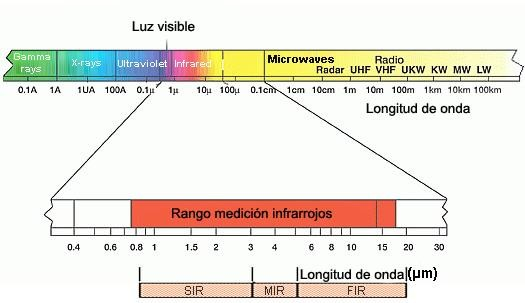 Luz visible
Gamma rays X-rays Ultraviolet Infrared Microwaves Radio
Radar UHF VHF UKW KW MW LW
0.1A 1A 10U 100A 0.1µ 1µ 10µ 100µ 0.1cm 1cm 10cm 1cm 100m 1km 10km 100km
Longitud de onda
Rango medición infrarrojos
0.4 0.6 0.8 1 1.5 2 3 4 6 8 10 15 20 30
Longitud de onda (µm)
SIR MIR FIR